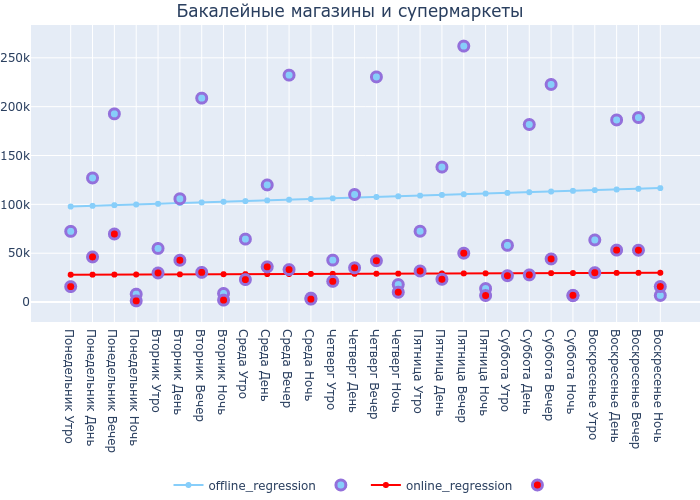 Бакалейные магазины и супермаркеты
250k
200k
150k
100k
50k
0
Понедельник Утро
Понедельник День
Понедельник Вечер
Понедельник Ночь
Вторник Утро
Вторник День
Вторник Вечер
Вторник Ночь
Среда Утро
Среда День
Среда Вечер
Среда Ночь
Четверг Утро
Четверг День
Четверг Вечер
Четверг Ночь
Пятница Утро
Пятница День
Пятница Вечер
Пятница Ночь
Суббота Утро
Суббота День
Суббота Вечер
Суббота Ночь
Воскресенье Утро
Воскресенье День
Воскресенье Вечер
Воскресенье Ночь
offline_regression online_regression